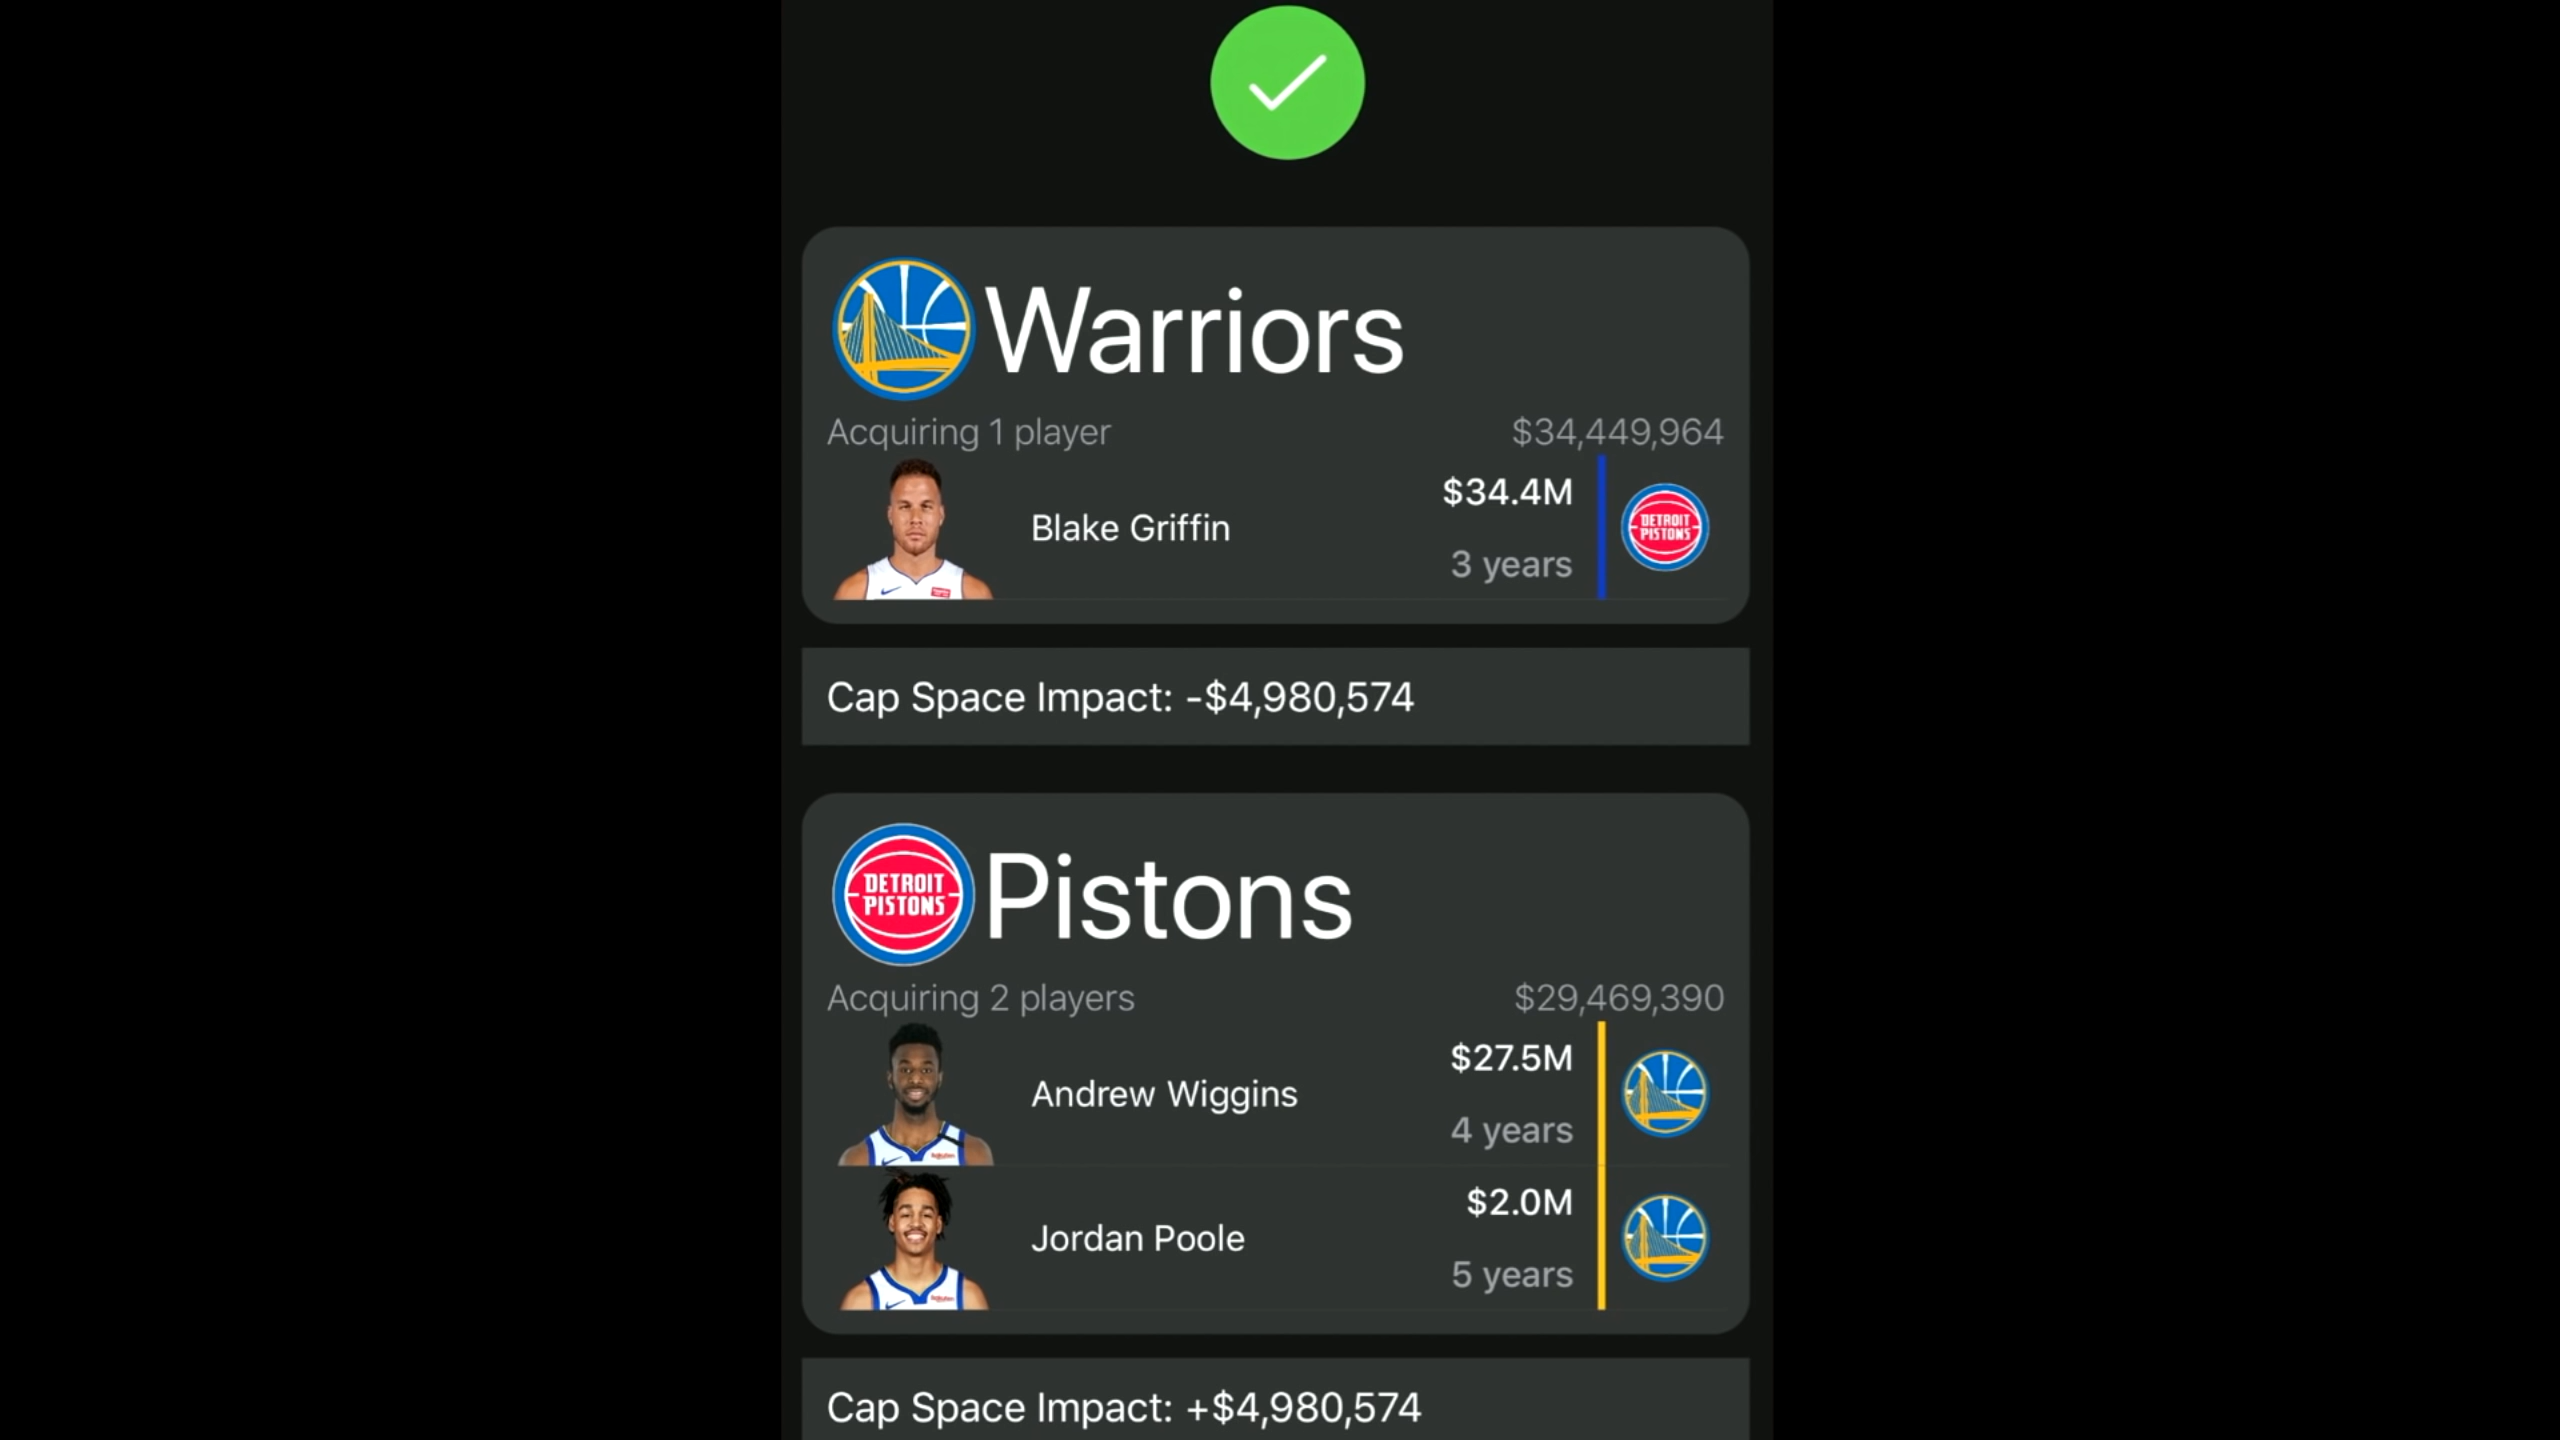 Warriors
Acquiring 1 player $34,449,964
Blake Griffin $34.4M 3 years DETROIT PISTONS
Cap Space Impact: -$4,980,574
DETROIT PISTONS Pistons
Acquiring 2 players $29,469,390
Andrew Wiggins $27.5M 4 years
Jordan Poole $2.0M 5 years
Cap Space Impact: +$4,980,574